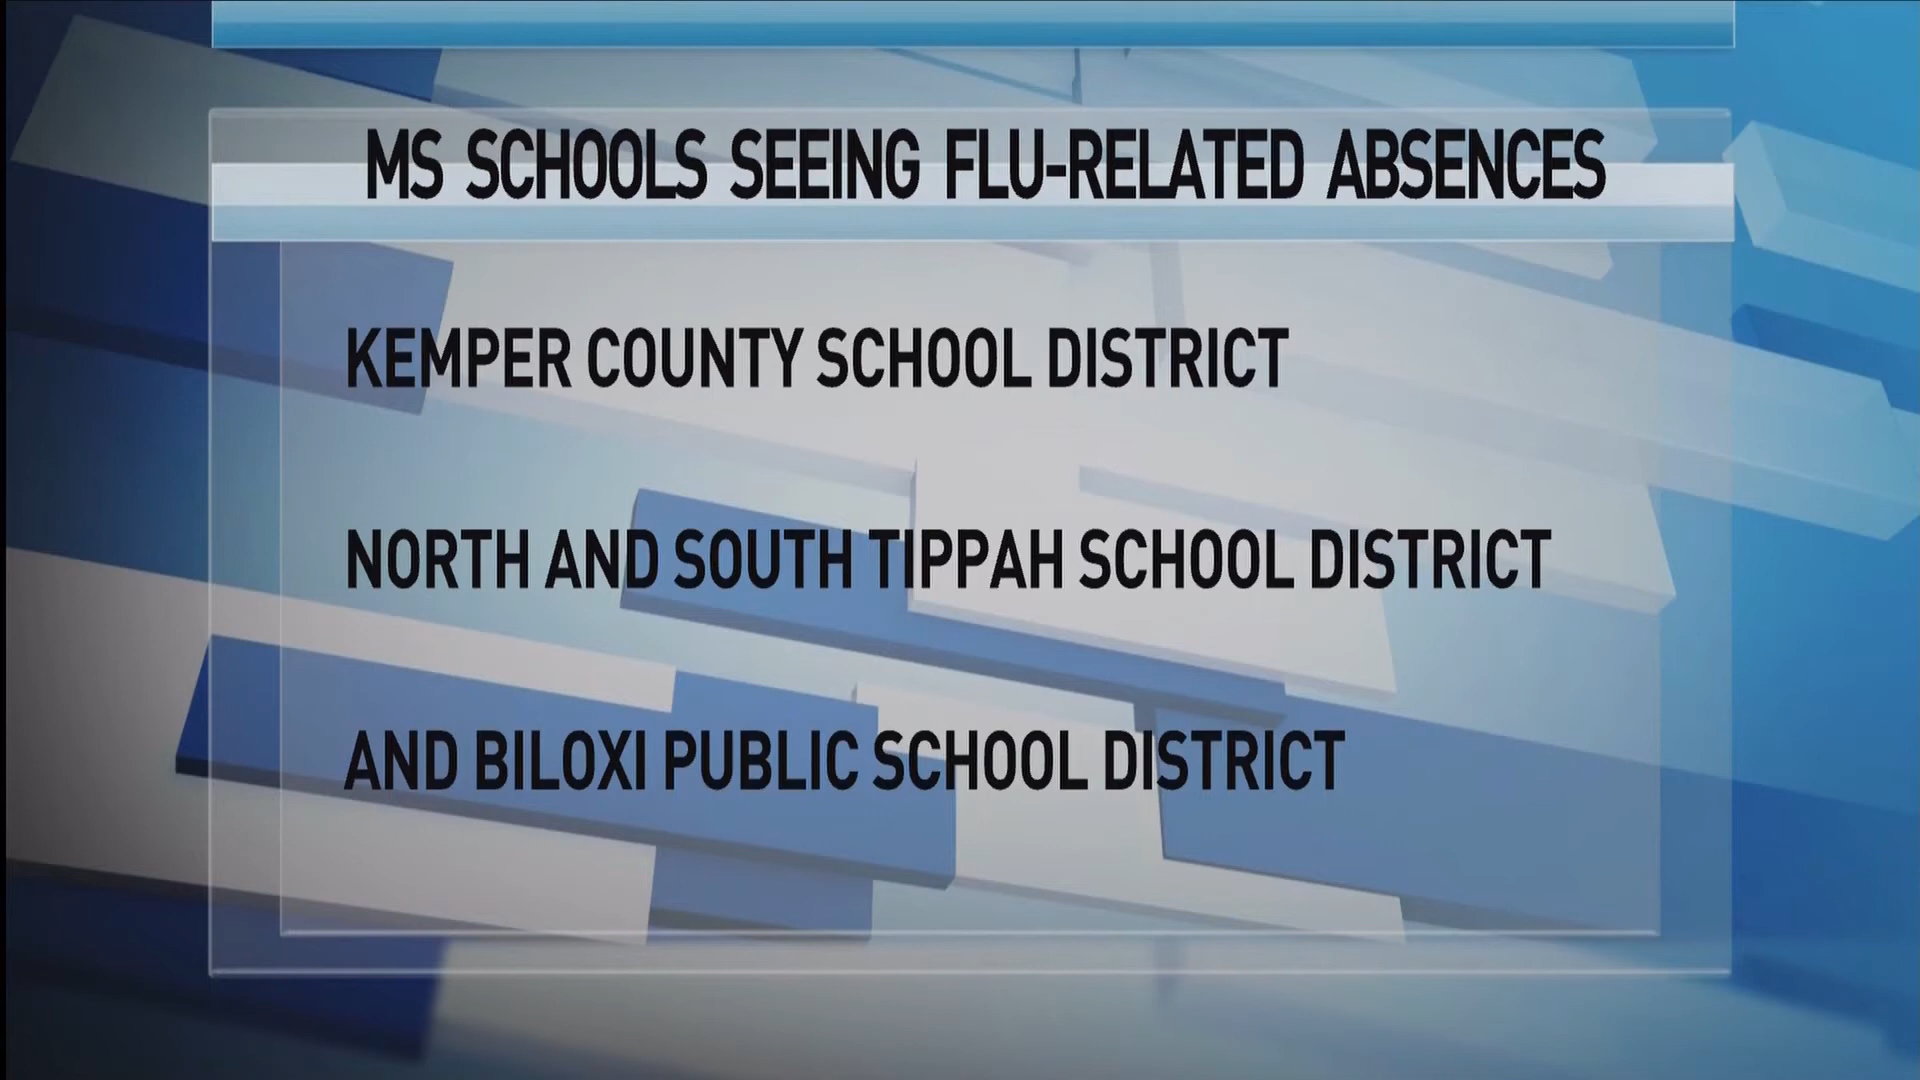 MS SCHOOLS SEEING FLU-RELATED ABSENCES
KEMPER COUNTY SCHOOL DISTRICT
NORTH AND SOUTH TIPPAH SCHOOL DISTRICT
AND BILOXI PUBLIC SCHOOL DISTRICT